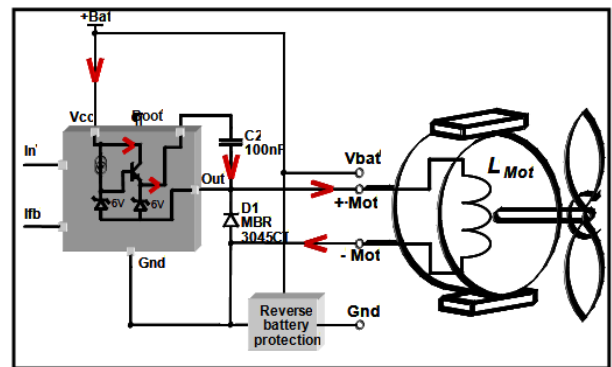 +Bat
Vcc
Boot
C2
100nF
In
Out
Vbat
L Mot
+Mot
6V
6V
D1
MBR
3045CT
Ifb
- Mot
Gnd
Reverse
battery
protection
Gnd